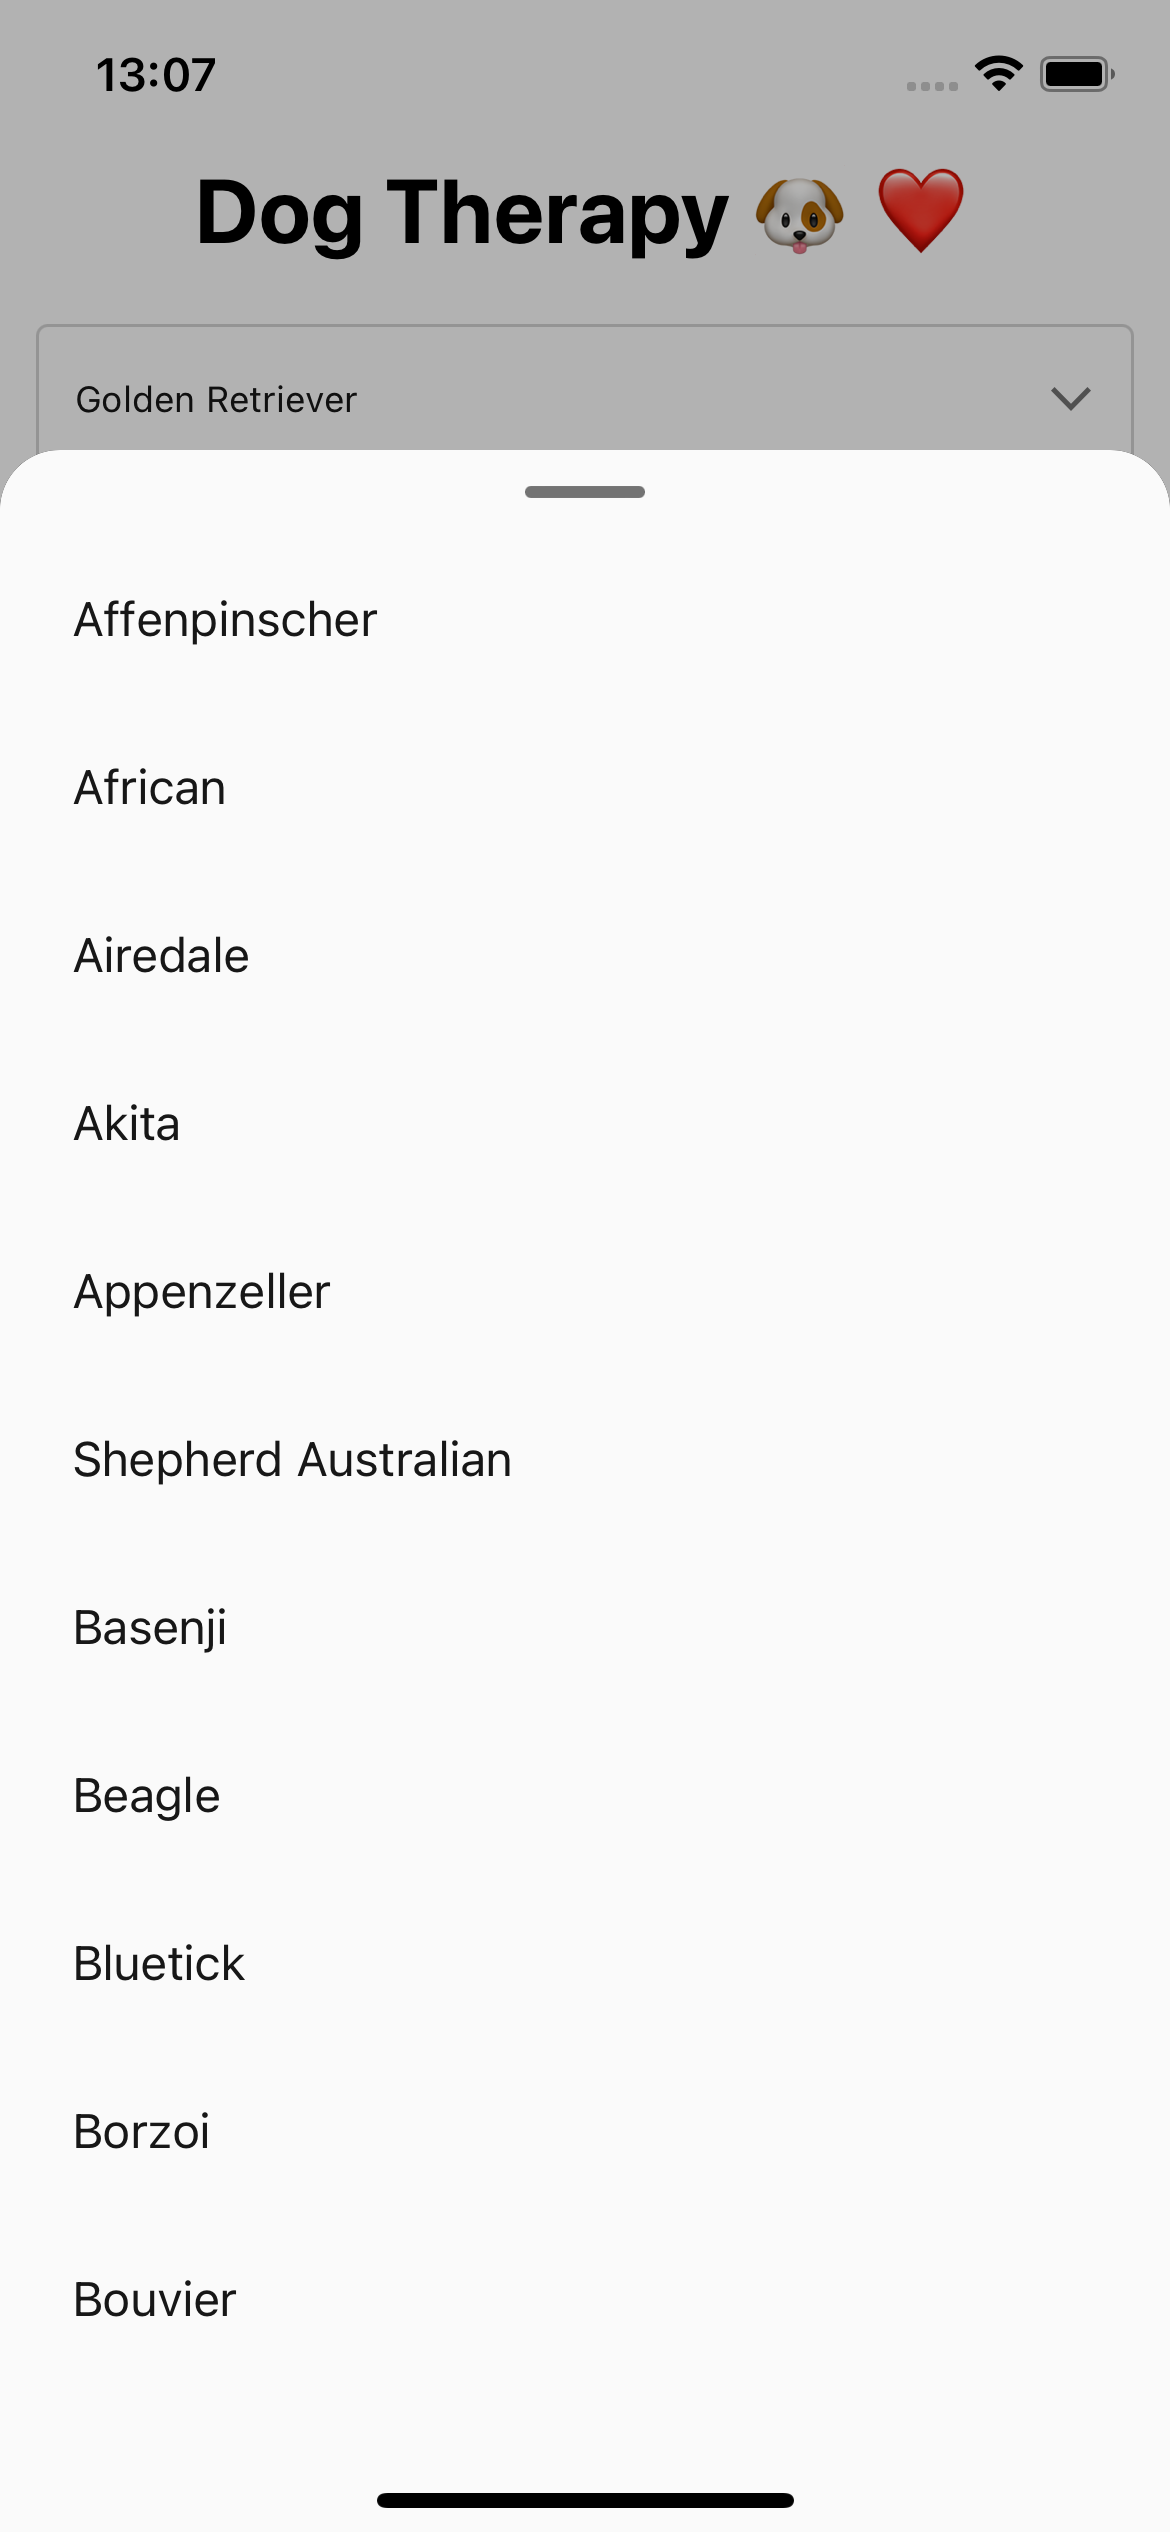 13:07
Dog Therapy 🐶 ❤️
Golden Retriever
Affenpinscher
African
Airedale
Akita
Appenzeller
Shepherd Australian
Basenji
Beagle
Bluetick
Borzoi
Bouvier